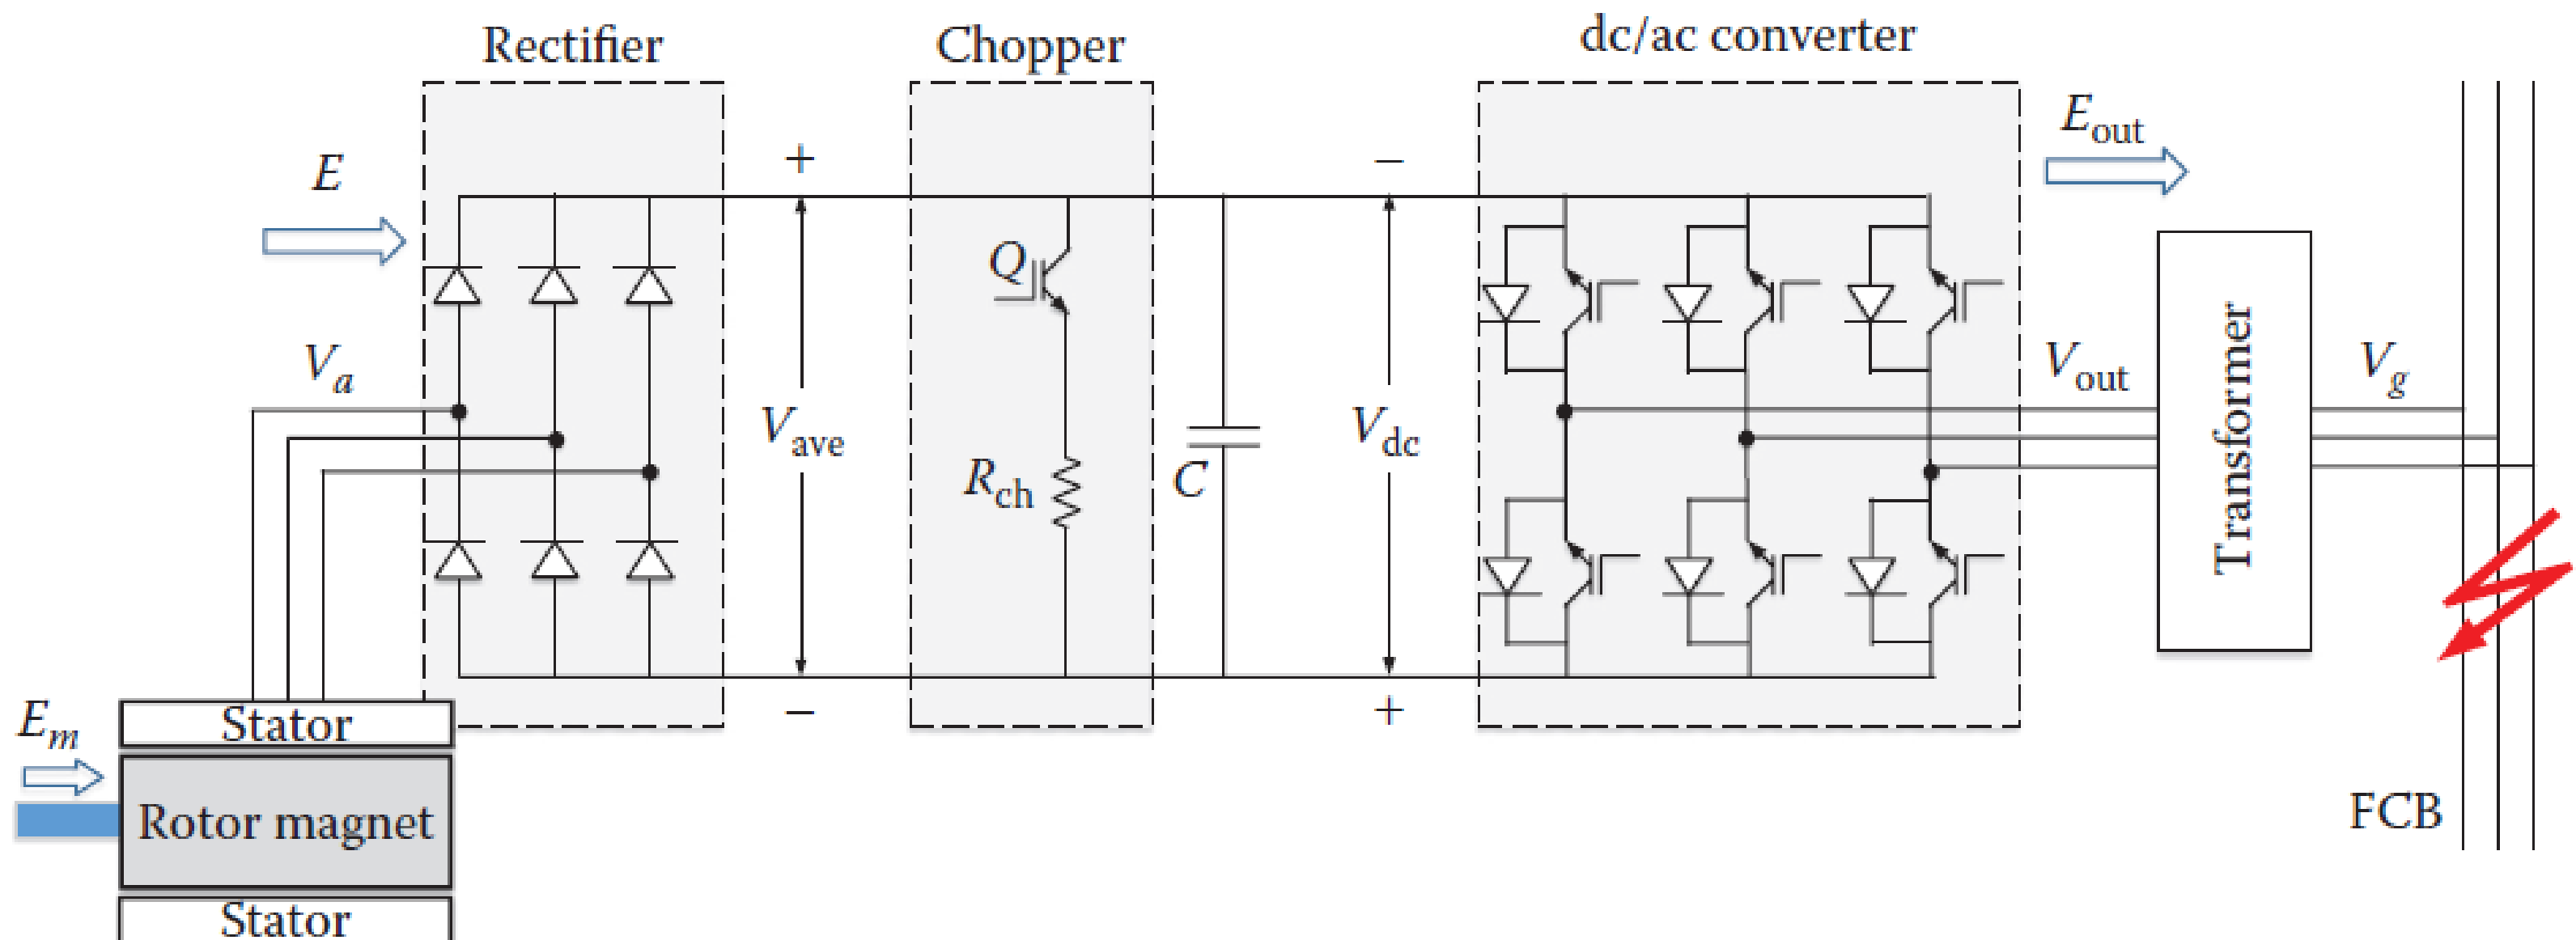 Rectifier
Chopper
dc/ac converter
E
+
−
E_out
Q
V_a
V_ave
R_ch
C
V_dc
V_out
Transformer
V_g
−
+
E_m
Stator
Rotor magnet
Stator
FCB